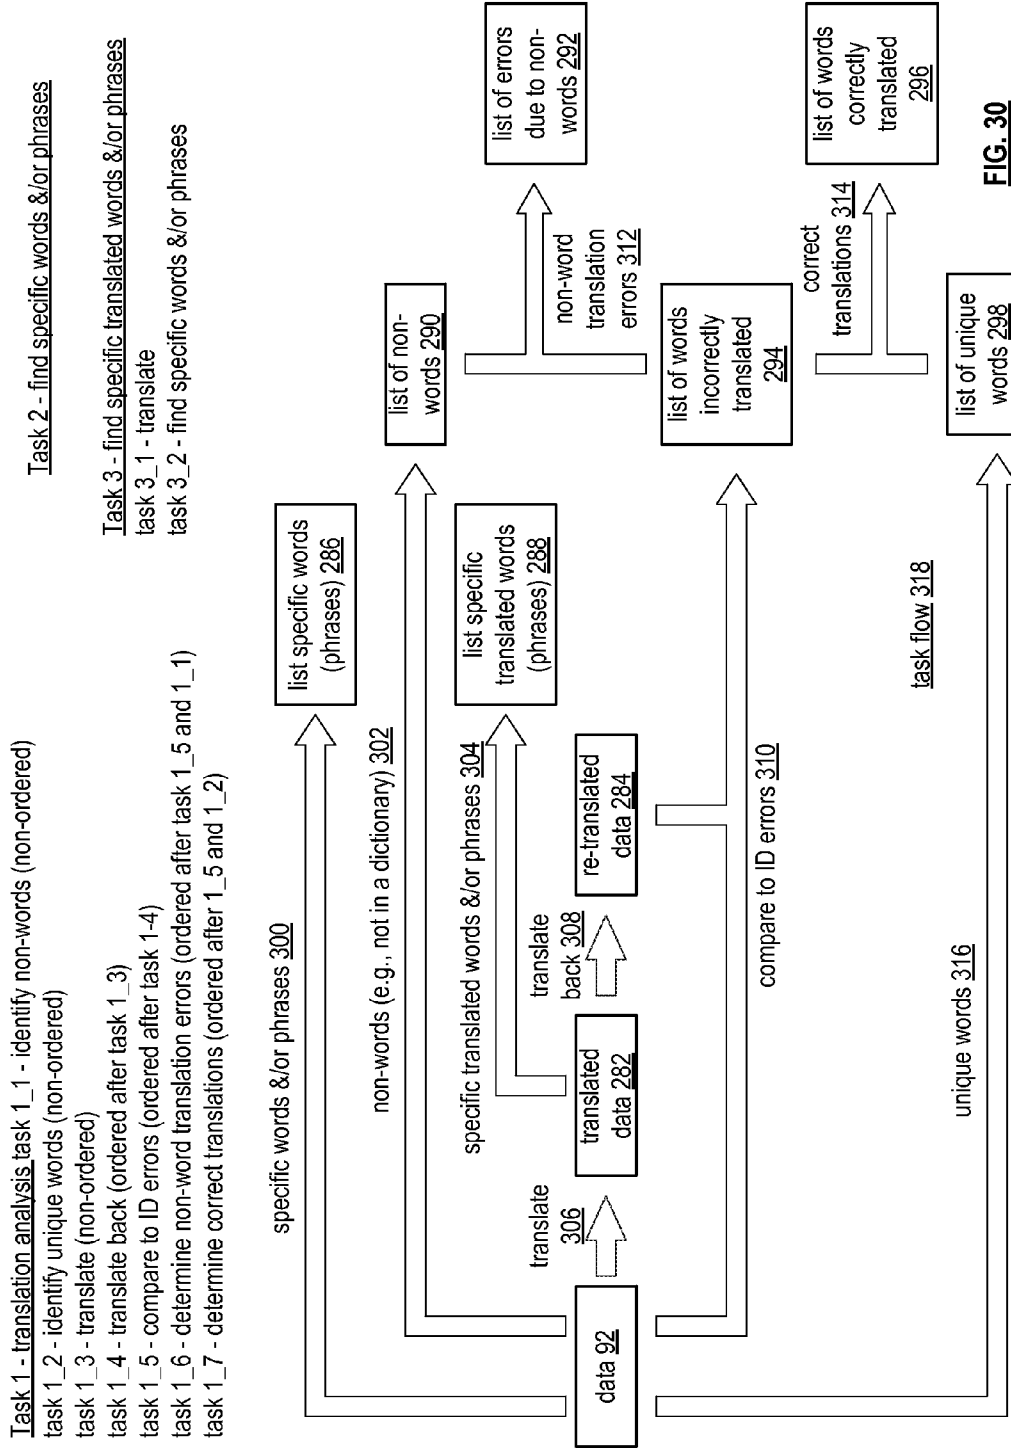 Task 1 - translation analysis task 1_1 - identify non-words (non-ordered)
task 1_2 - identify unique words (non-ordered)
task 1_3 - translate (non-ordered)
task 1_4 - translate back (ordered after task 1_3)
task 1_5 - compare to ID errors (ordered after task 1-4)
task 1_6 - determine non-word translation errors (ordered after task 1_5 and 1_1)
task 1_7 - determine correct translations (ordered after 1_5 and 1_2)
Task 2 - find specific words &/or phrases
Task 3 - find specific translated words &/or phrases
task 3_1 - translate
task 3_2 - find specific words &/or phrases
specific words &/or phrases 300
list specific words
(phrases) 286
non-words (e.g., not in a dictionary) 302
list of non-
words 290
specific translated words &/or phrases 304
list specific
translated words
(phrases) 288
list of errors
due to non-
words 292
non-word
translation
errors 312
data 92
translate
306
translated
data 282
translate
back 308
re-translated
data 284
compare to ID errors 310
list of words
incorrectly
translated
294
correct
translations 314
list of words
correctly
translated
296
task flow 318
unique words 316
list of unique
words 298
FIG. 30